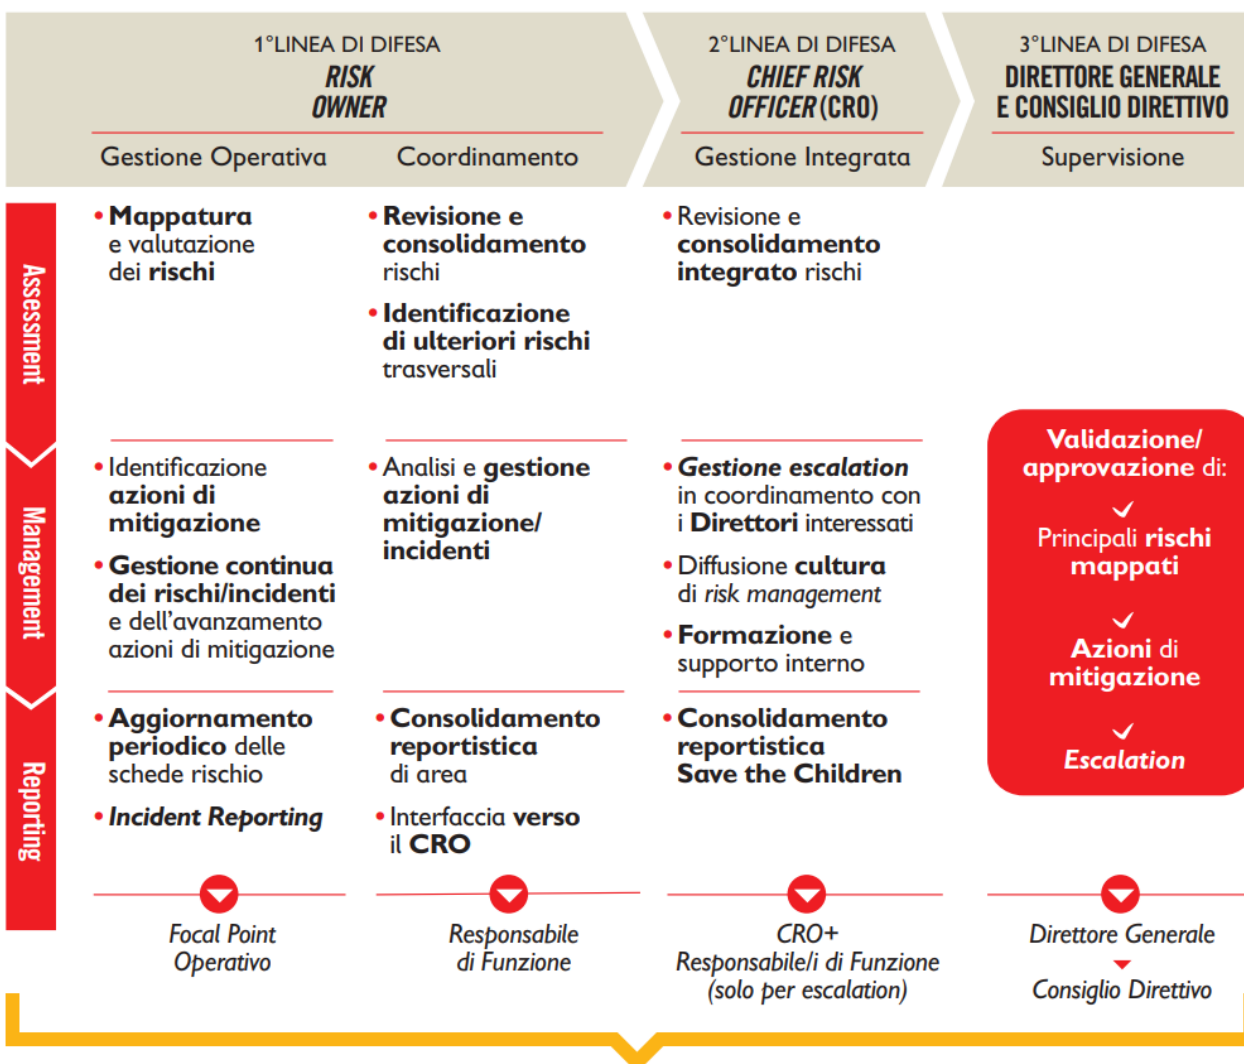 1°LINEA DI DIFESA
RISK
OWNER
Gestione Operativa
Coordinamento
2°LINEA DI DIFESA
CHIEF RISK
OFFICER (CRO)
Gestione Integrata
3°LINEA DI DIFESA
DIRETTORE GENERALE
E CONSIGLIO DIRETTIVO
Supervisione
Assessment
• Mappatura
e valutazione
dei rischi
• Revisione e
consolidamento
rischi
• Identificazione
di ulteriori rischi
trasversali
• Revisione e
consolidamento
integrato rischi
Management
• Identificazione
azioni di
mitigazione
• Gestione continua
dei rischi/incidenti
e dell'avanzamento
azioni di mitigazione
• Analisi e gestione
azioni di
mitigazione/
incidenti
• Gestione escalation
in coordinamento con
i Direttori interessati
• Diffusione cultura
di risk management
• Formazione e
supporto interno
Validazione/
approvazione di:
Principali rischi
mappati
Azioni di
mitigazione
Escalation
Reporting
• Aggiornamento
periodico delle
schede rischio
• Incident Reporting
• Consolidamento
reportistica
di area
• Interfaccia verso
il CRO
• Consolidamento
reportistica
Save the Children
Focal Point
Operativo
Responsabile
di Funzione
CRO+
Responsabile/i di Funzione
(solo per escalation)
Direttore Generale
Consiglio Direttivo